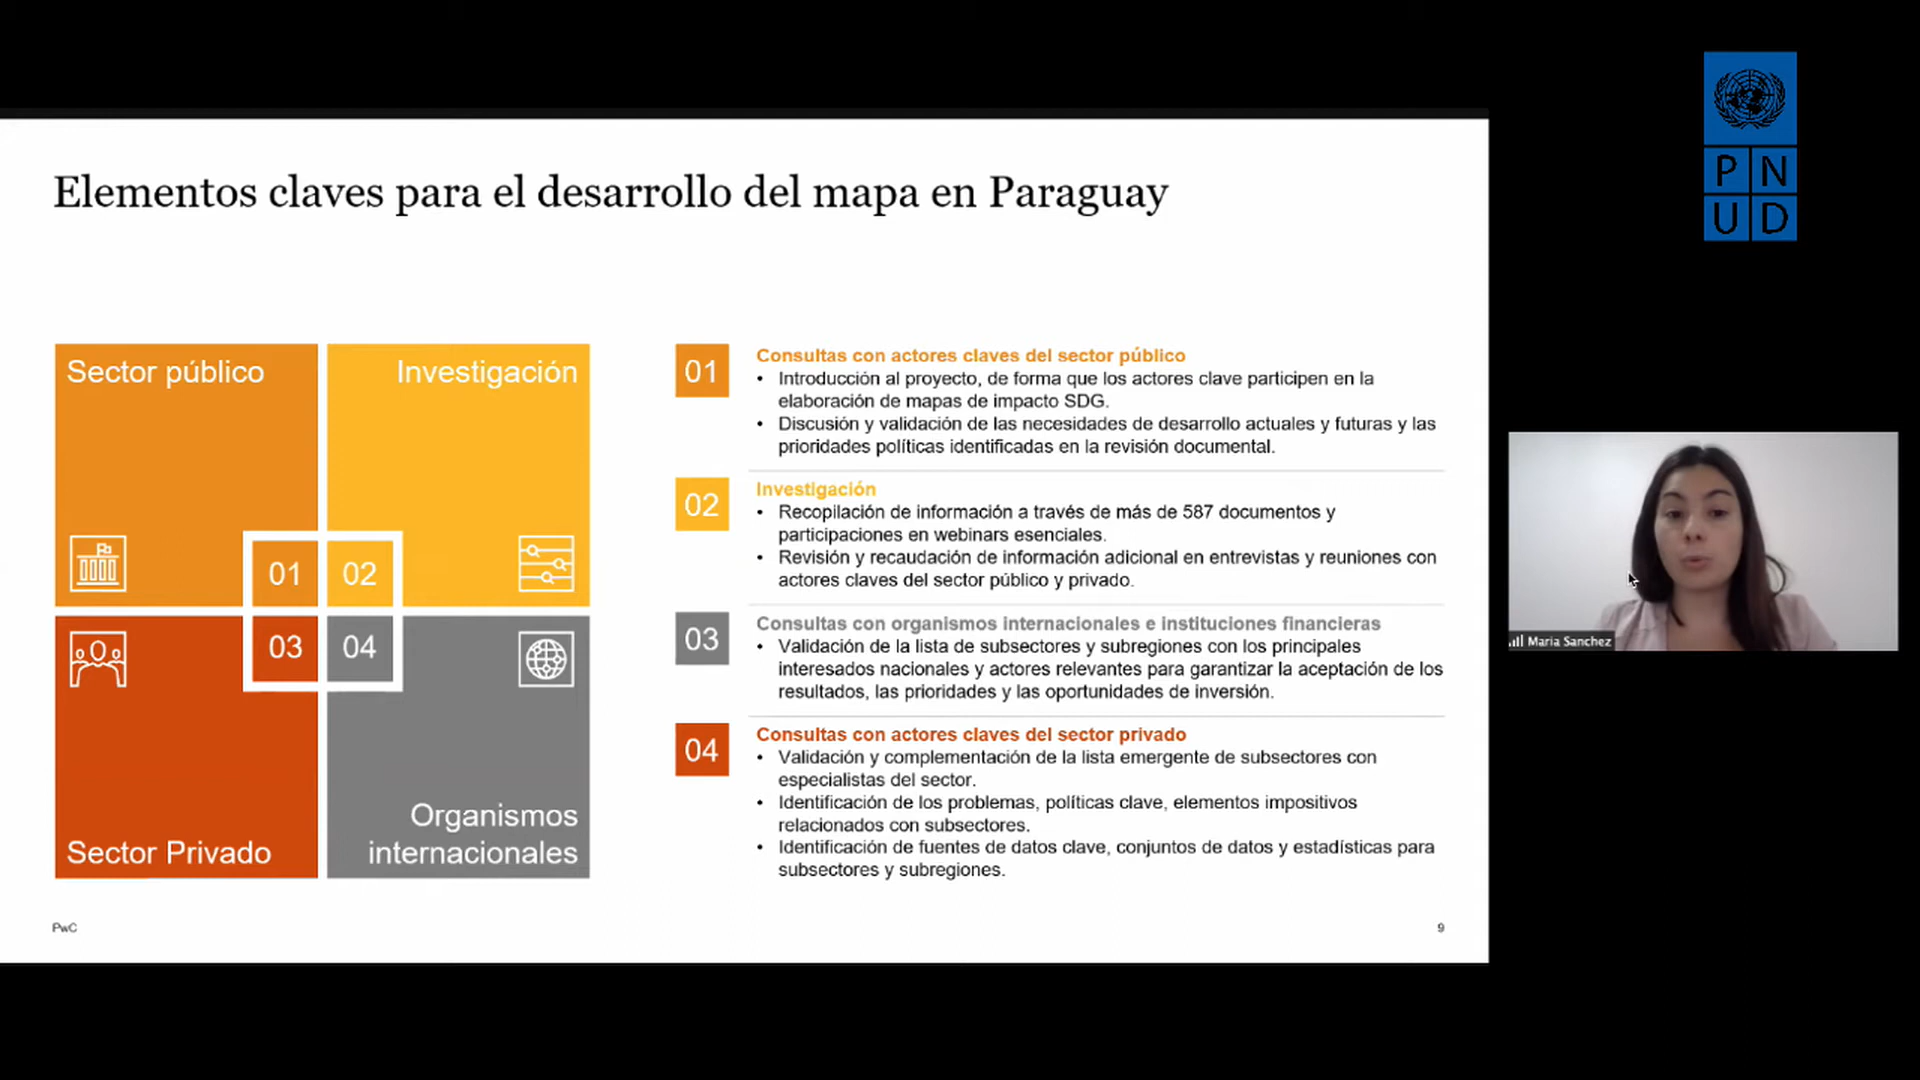 Elementos claves para el desarrollo del mapa en Paraguay
Sector público
Investigación
01
02
03
04
Sector Privado
Organismos
internacionales
01
Consultas con actores claves del sector público
• Introducción al proyecto, de forma que los actores clave participen en la
elaboración de mapas de impacto SDG.
• Discusión y validación de las necesidades de desarrollo actuales y futuras y las
prioridades políticas identificadas en la revisión documental.
02
Investigación
• Recopilación de información a través de más de 587 documentos y
participaciones en webinars esenciales.
• Revisión y recaudación de información adicional en entrevistas y reuniones con
actores claves del sector público y privado.
03
Consultas con organismos internacionales e instituciones financieras
• Validación de la lista de subsectores y subregiones con los principales
interesados nacionales y actores relevantes para garantizar la aceptación de los
resultados, las prioridades y las oportunidades de inversión.
04
Consultas con actores claves del sector privado
• Validación y complementación de la lista emergente de subsectores con
especialistas del sector.
• Identificación de los problemas, políticas clave, elementos impositivos
relacionados con subsectores.
• Identificación de fuentes de datos clave, conjuntos de datos y estadísticas para
subsectores y subregiones.
PwC
9
P N
U D
Maria Sanchez